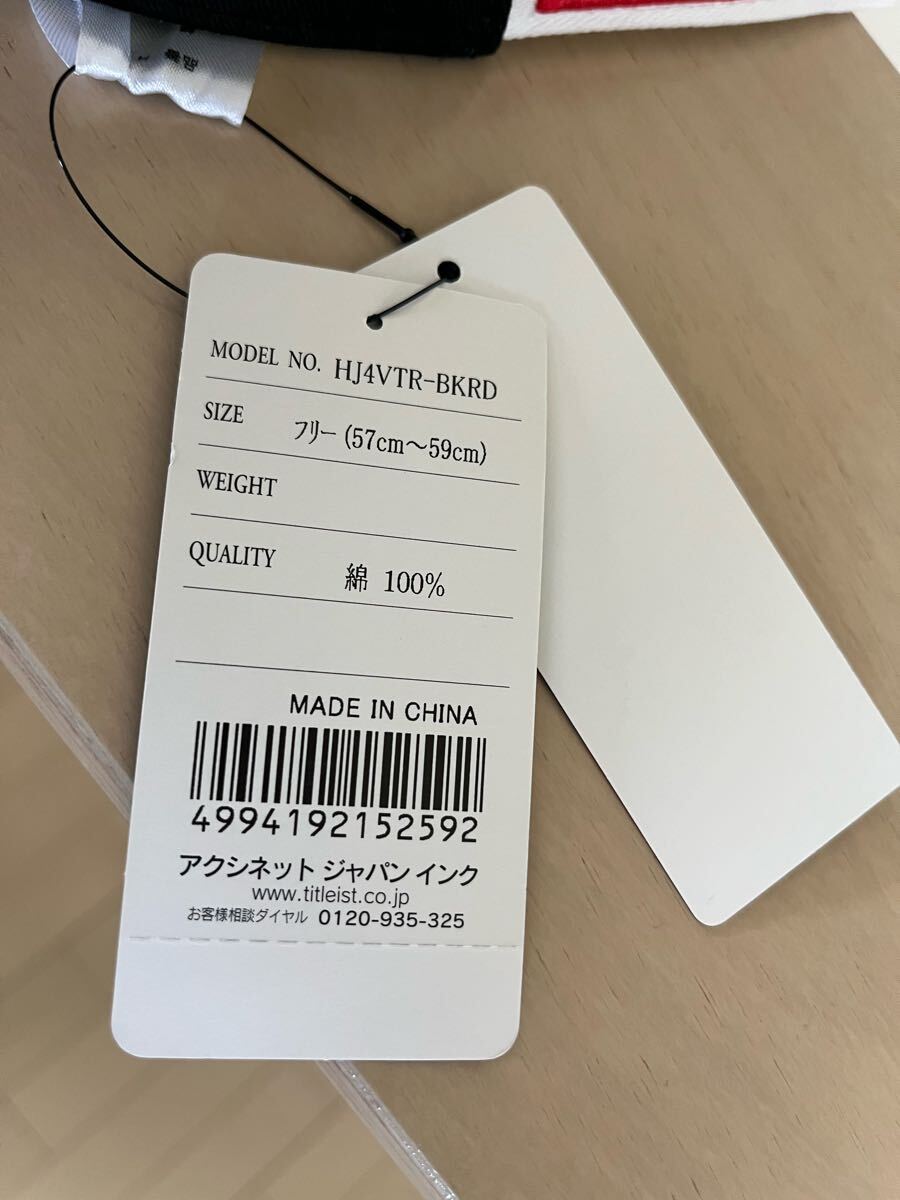 MODEL NO. HJ4VTR-BKRD
SIZE フリー (57cm〜59cm)
WEIGHT
QUALITY 綿 100%
MADE IN CHINA
4994192152592
アクシネット ジャパン インク
www.titleist.co.jp
お客様相談ダイヤル 0120-935-325